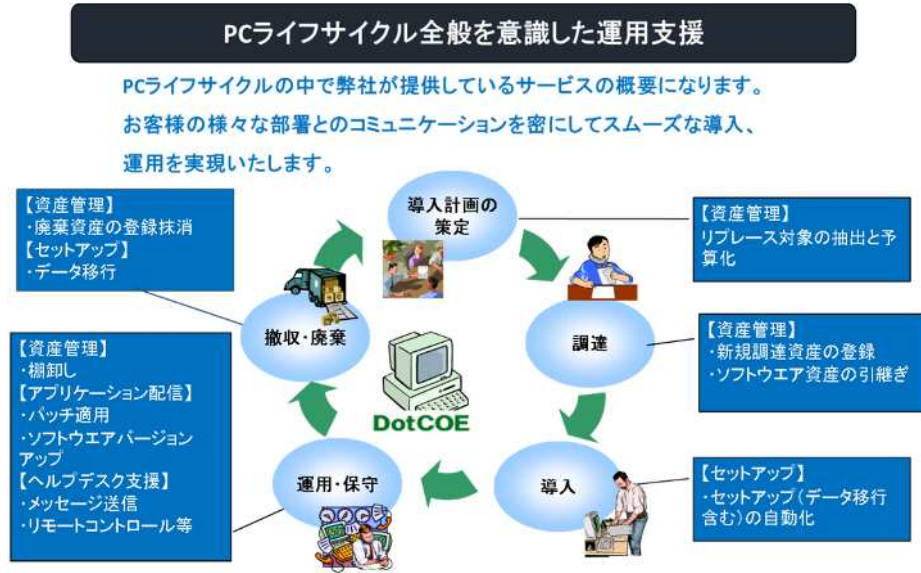 PCライフサイクル全般を意識した運用支援
PCライフサイクルの中で弊社が提供しているサービスの概要になります。
お客様の様々な部署とのコミュニケーションを密にしてスムーズな導入、
運用を実現いたします。
導入計画の
策定
【資産管理】
リプレース対象の抽出と予
算化
調達
【資産管理】
・新規調達資産の登録
・ソフトウエア資産の引継ぎ
導入
【セットアップ】
・セットアップ(データ移行
含む)の自動化
運用・保守
【資産管理】
・棚卸し
【アプリケーション配信】
・パッチ適用
・ソフトウエアバージョン
アップ
【ヘルプデスク支援】
・メッセージ送信
・リモートコントロール等
撤収・廃棄
【資産管理】
・廃棄資産の登録抹消
【セットアップ】
・データ移行
DotCOE